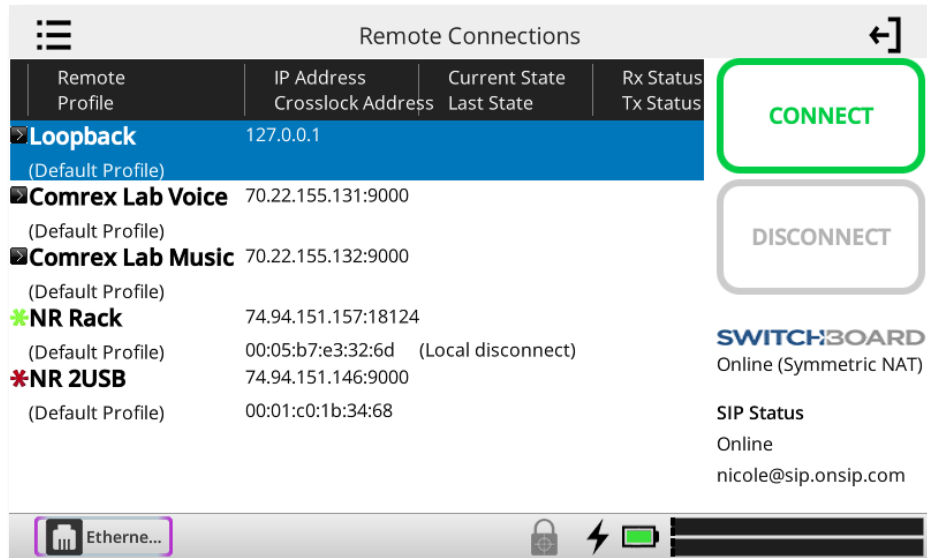 Remote Connections
Remote IP Address Current State Rx Status
Profile Crosslock Address Last State Tx Status
CONNECT
Loopback 127.0.0.1
(Default Profile)
Comrex Lab Voice 70.22.155.131:9000
(Default Profile)
DISCONNECT
Comrex Lab Music 70.22.155.132:9000
(Default Profile)
NR Rack 74.94.151.157:18124
(Default Profile) 00:05:b7:e3:32:6d (Local disconnect)
NR 2USB 74.94.151.146:9000
(Default Profile) 00:01:c0:1b:34:68
SWITCHBOARD
Online (Symmetric NAT)
SIP Status
Online
nicole@sip.onsip.com
Etherne...